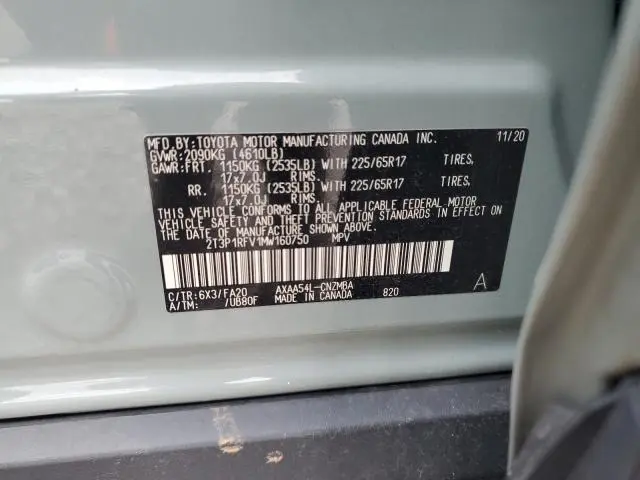 MFD.BY:TOYOTA MOTOR MANUFACTURING CANADA INC. 11/20
GVWR:2090KG (4610LB)
GAWR:FRT. 1150KG (2535LB) WITH 225/65R17 TIRES.
17x7.0J RIMS.
RR. 1150KG (2535LB) WITH 225/65R17 TIRES.
17x7.0J RIMS.
THIS VEHICLE CONFORMS TO ALL APPLICABLE FEDERAL MOTOR
VEHICLE SAFETY AND THEFT PREVENTION STANDARDS IN EFFECT
ON THE DATE OF MANUFACTURE SHOWN ABOVE.
2T3P1RFV1MW160750 MPV
C/TR:6X3/FA20 AXAA54L-CNZMBA A
A/TM: /UB80F MADE IN CANADA 820